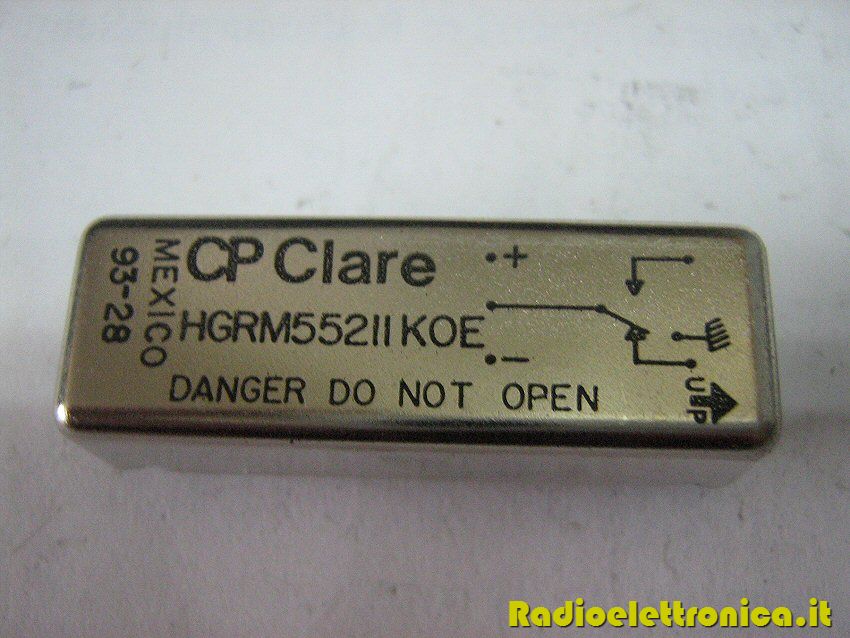 CP Clare
HGRM55211KOE
DANGER DO NOT OPEN
MEXICO
93-28
+
-
UP
Radioelettronica.it